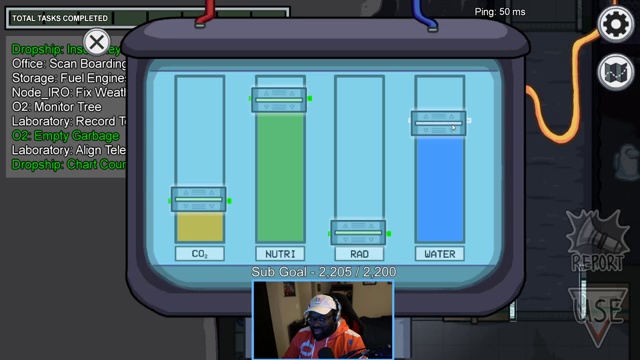 Ping: 50 ms
TOTAL TASKS COMPLETED
Dropship: Inse
Office: Scan Boarding
Storage: Fuel Engines
Node_IRO: Fix Weath
O2: Monitor Tree
Laboratory: Record T
O2: Empty Garbage
Laboratory: Align Tele
Dropship: Chart Cour
CO₂
NUTRI
RAD
WATER
Sub Goal - 2,205 / 2,200
REPORT
USE